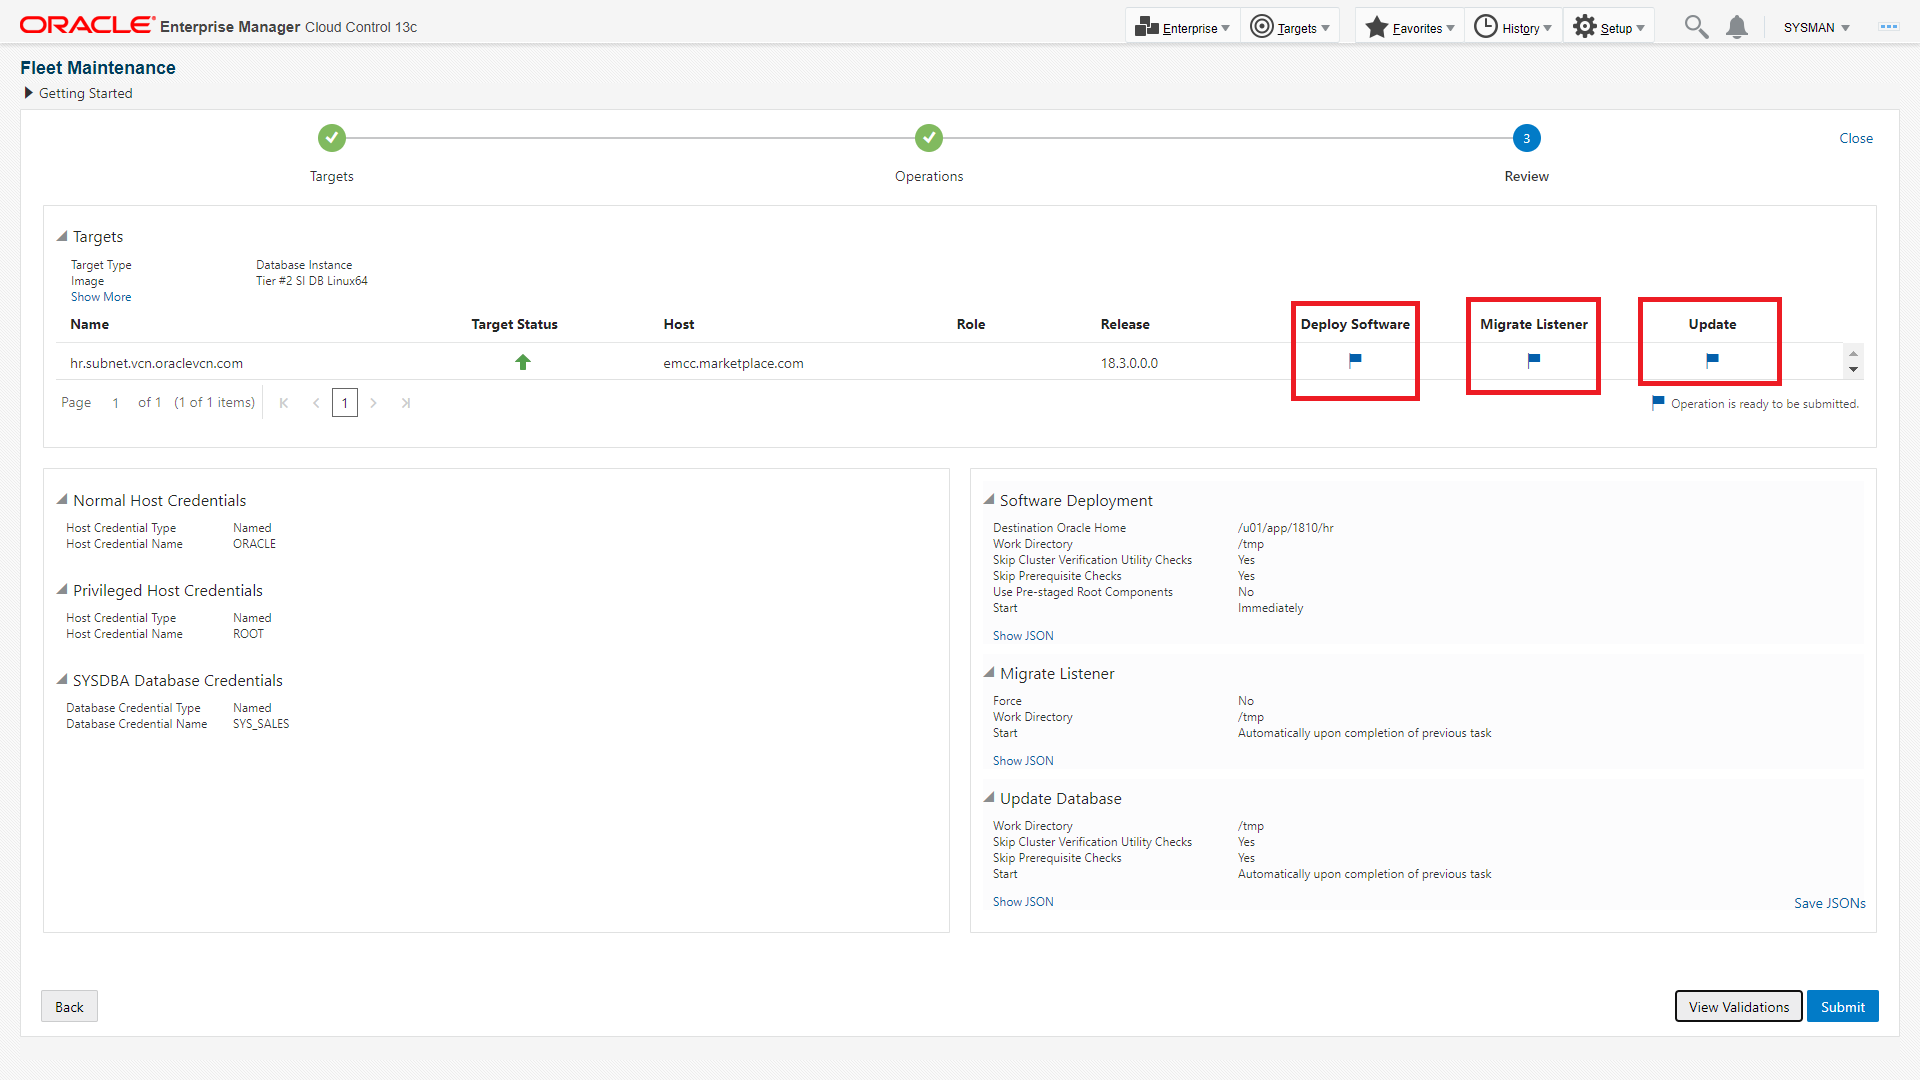 ORACLE Enterprise Manager Cloud Control 13c
Enterprise Targets Favorites History Setup SYSMAN
Fleet Maintenance
Getting Started
3 Close
Targets Operations Review
Targets
Target Type Database Instance
Image Tier #2 SI DB Linux64
Show More
Name Target Status Host Role Release Deploy Software Migrate Listener Update
hr.subnet.vcn.oraclevcn.com emcc.marketplace.com 18.3.0.0.0
Page 1 of 1 (1 of 1 items) 1
Operation is ready to be submitted.
Normal Host Credentials
Host Credential Type Named
Host Credential Name ORACLE
Privileged Host Credentials
Host Credential Type Named
Host Credential Name ROOT
SYSDBA Database Credentials
Database Credential Type Named
Database Credential Name SYS_SALES
Software Deployment
Destination Oracle Home /u01/app/1810/hr
Work Directory /tmp
Skip Cluster Verification Utility Checks Yes
Skip Prerequisite Checks Yes
Use Pre-staged Root Components No
Start Immediately
Show JSON
Migrate Listener
Force No
Work Directory /tmp
Start Automatically upon completion of previous task
Show JSON
Update Database
Work Directory /tmp
Skip Cluster Verification Utility Checks Yes
Skip Prerequisite Checks Yes
Start Automatically upon completion of previous task
Show JSON
Save JSONs
Back View Validations Submit